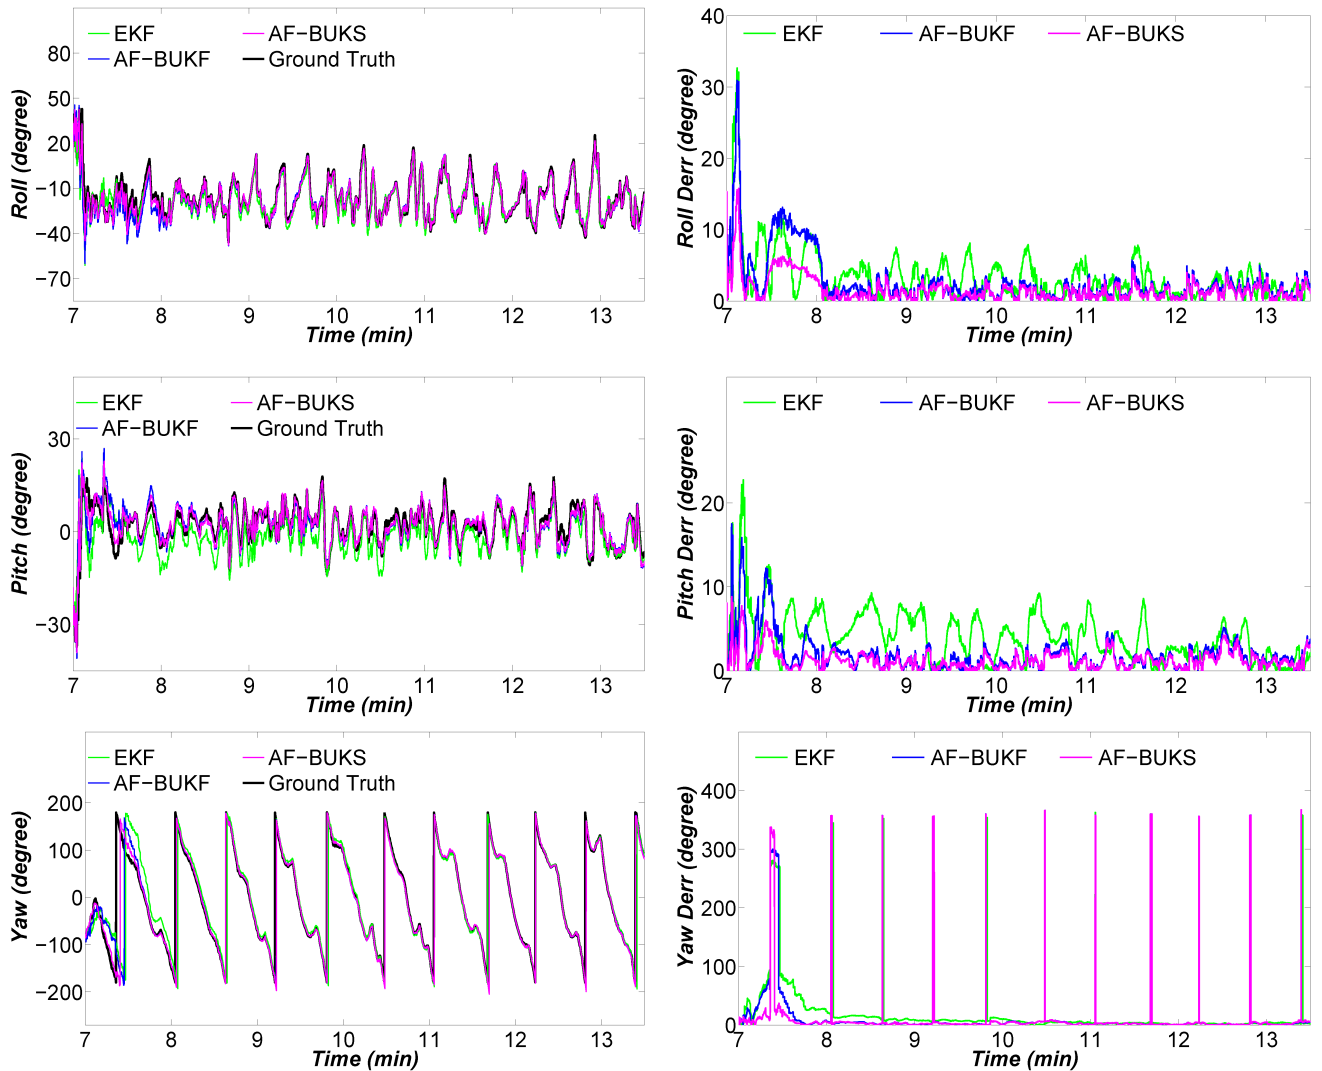 EKF AF−BUKS
AF−BUKF Ground Truth
80
50
20
−10
−40
−70
Roll (degree)
7 8 9 10 11 12 13
Time (min)
EKF AF−BUKF AF−BUKS
40
30
20
10
0
Roll Derr (degree)
7 8 9 10 11 12 13
Time (min)
EKF AF−BUKS
AF−BUKF Ground Truth
30
0
−30
Pitch (degree)
7 8 9 10 11 12 13
Time (min)
EKF AF−BUKF AF−BUKS
20
10
0
Pitch Derr (degree)
7 8 9 10 11 12 13
Time (min)
EKF AF−BUKS
AF−BUKF Ground Truth
200
100
0
−100
−200
Yaw (degree)
7 8 9 10 11 12 13
Time (min)
EKF AF−BUKF AF−BUKS
400
300
200
100
0
Yaw Derr (degree)
7 8 9 10 11 12 13
Time (min)